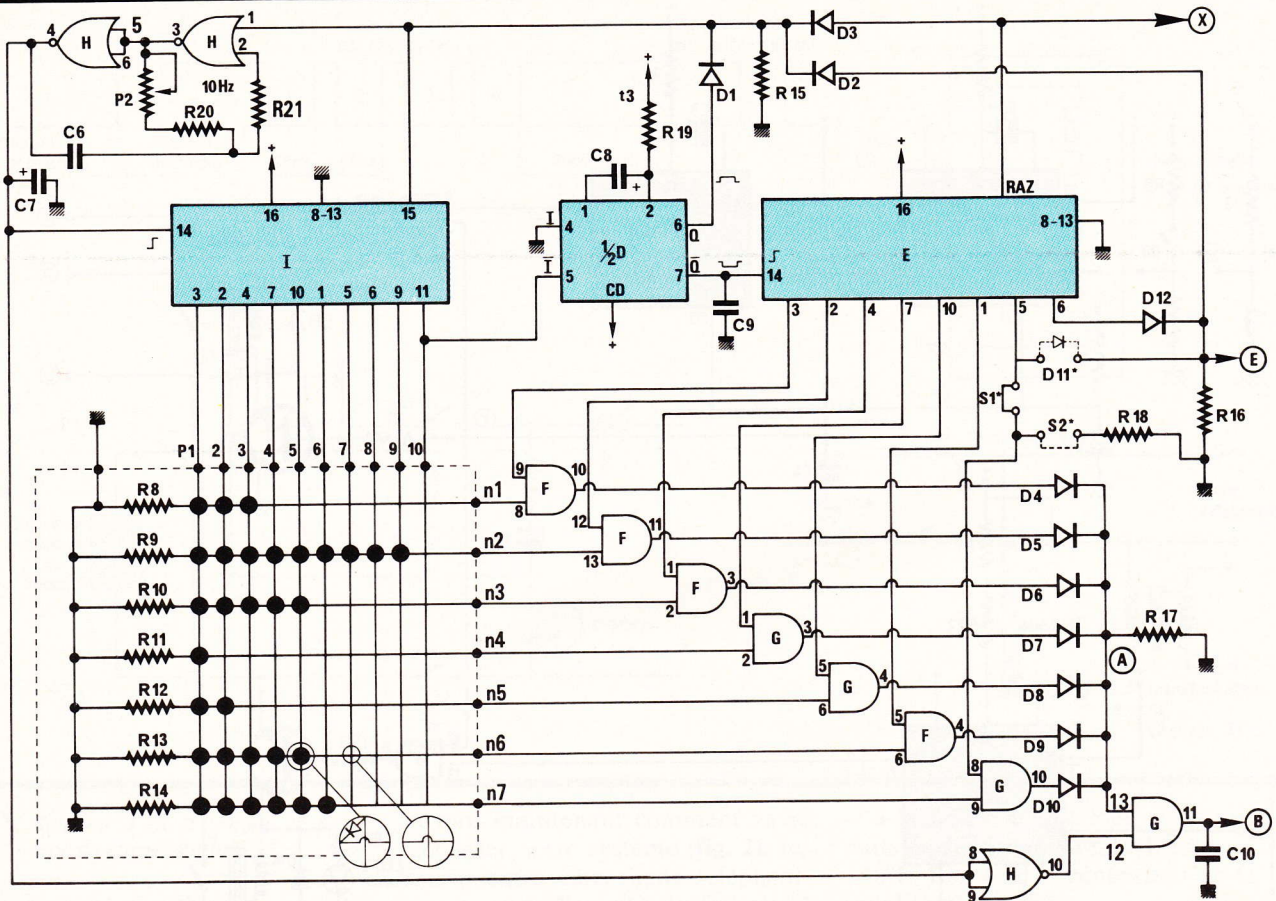 4 H 5 6 3 H 1 2
10Hz
P2 R20 R21
C6
C7
D3 X
D2
D1 R15
t3
R19
C8
+
16 8-13 15
14
I
3 2 4 7 10 1 5 6 9 11
1 2
I 4 6 Q
½D
Ī 5 7 Q̄
CD
C9
+
RAZ
16 8-13
14 E
3 2 4 7 10 1 5 6
D12
D11*
E
S1*
S2* R18
R16
P1 2 3 4 5 6 7 8 9 10
R8 n1 9 8 F 10 D4
R9 n2 12 13 F 11 D5
R10 n3 1 2 F 3 D6
R11 n4 1 2 G 3 D7
R17
A
R12 n5 5 6 G 4 D8
R13 n6 5 6 F 4 D9
R14 n7 8 9 G 10 D10
13 12 G 11 B
C10
8 9 H 10